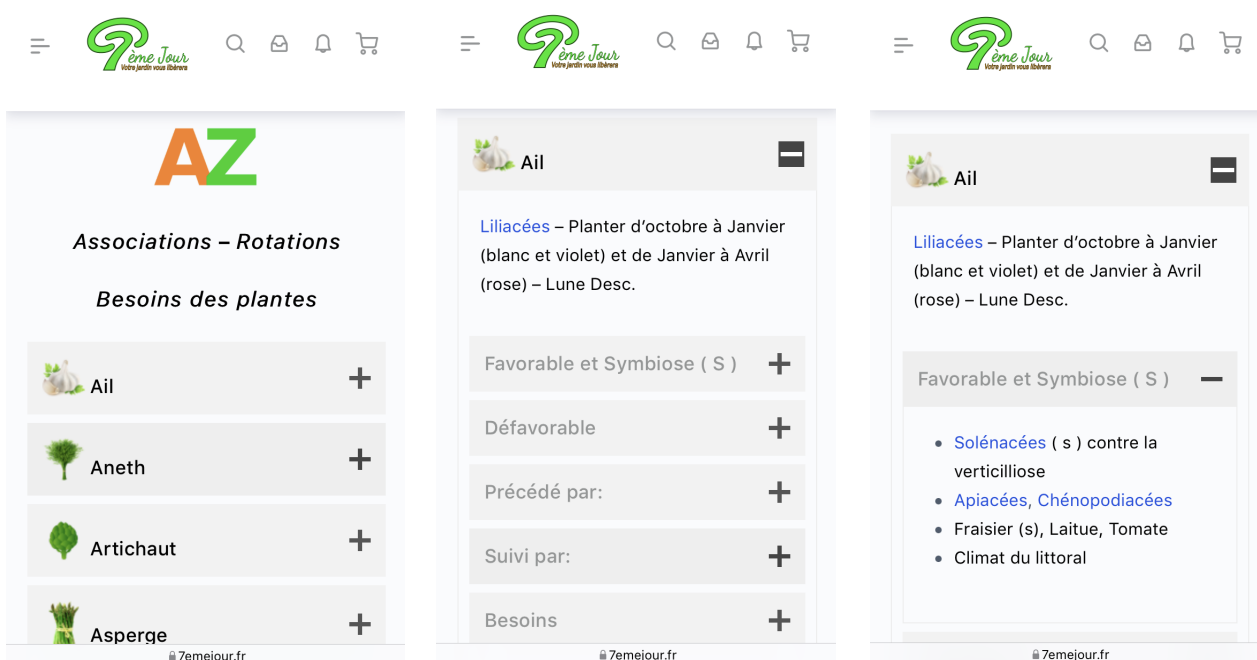 7ème Jour
Votre jardin vous libèrera
AZ
Associations – Rotations
Besoins des plantes
Ail
Aneth
Artichaut
Asperge
7emejour.fr
7ème Jour
Votre jardin vous libèrera
Ail
Liliacées – Planter d’octobre à Janvier
(blanc et violet) et de Janvier à Avril
(rose) – Lune Desc.
Favorable et Symbiose ( S )
Défavorable
Précédé par:
Suivi par:
Besoins
7emejour.fr
7ème Jour
Votre jardin vous libèrera
Ail
Liliacées – Planter d’octobre à Janvier
(blanc et violet) et de Janvier à Avril
(rose) – Lune Desc.
Favorable et Symbiose ( S )
Solénacées ( s ) contre la
verticilliose
Apiacées, Chénopodiacées
Fraisier (s), Laitue, Tomate
Climat du littoral
7emejour.fr